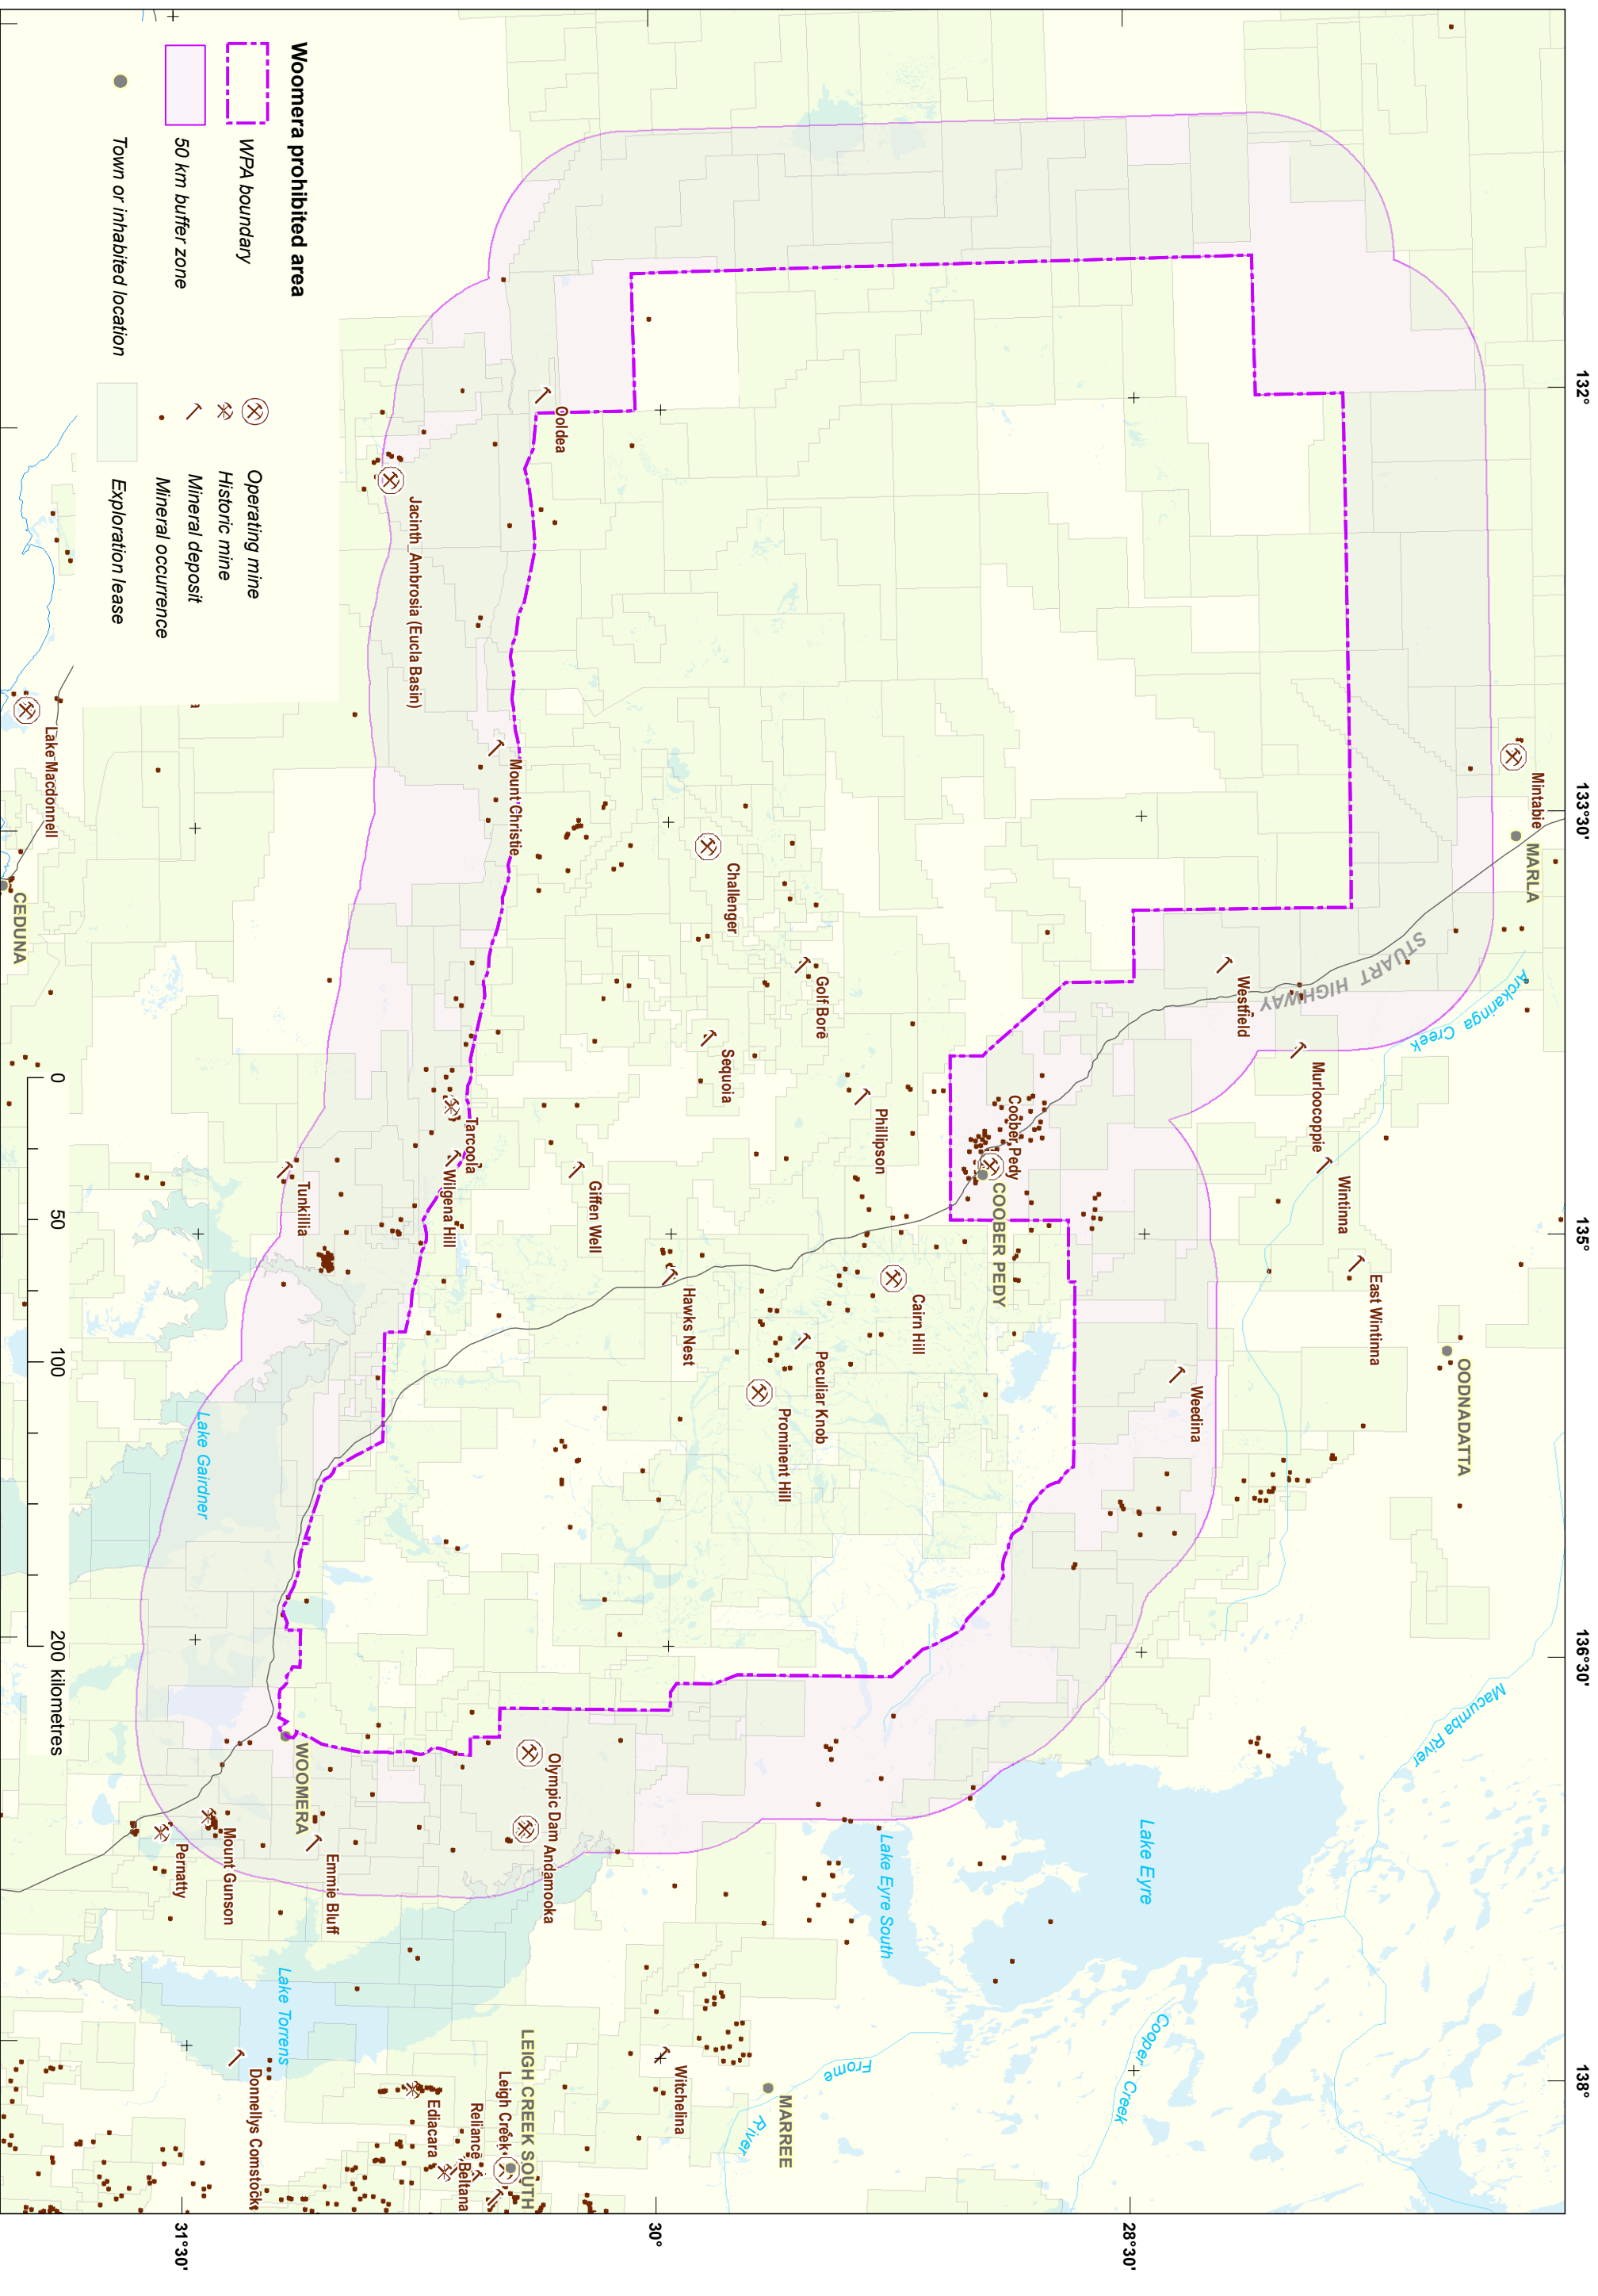 132°
133°30'
135°
136°30'
138°
28°30'
30°
31°30'
Mintabie
MARLA
STUART HIGHWAY
Arckaringa Creek
Westfield
Murloocoppie
Wintinna
East Wintinna
OODNADATTA
Macumba River
Weedina
Coober Pedy
COOBER PEDY
Lake Eyre
Cooper Creek
Lake Eyre South
Frome River
MARREE
Witchelina
Challenger
Golf Bore
Sequoia
Phillipson
Cairn Hill
Peculiar Knob
Prominent Hill
Hawks Nest
Giffen Well
Ooldea
Jacinth_Ambrosia (Eucla Basin)
Mount Christie
Tarcoola
Wilgena Hill
Tunkillia
Lake Gairdner
Olympic Dam
Andamooka
WOOMERA
Emmie Bluff
Mount Gunson
Pernatty
Lake Torrens
LEIGH CREEK SOUTH
Leigh Creek
Reliance
Beltana
Ediacara
Donnellys Comstock
Lake Macdonnell
CEDUNA
Woomera prohibited area
WPA boundary
50 km buffer zone
Town or inhabited location
Operating mine
Historic mine
Mineral deposit
Mineral occurrence
Exploration lease
0
50
100
200 kilometres